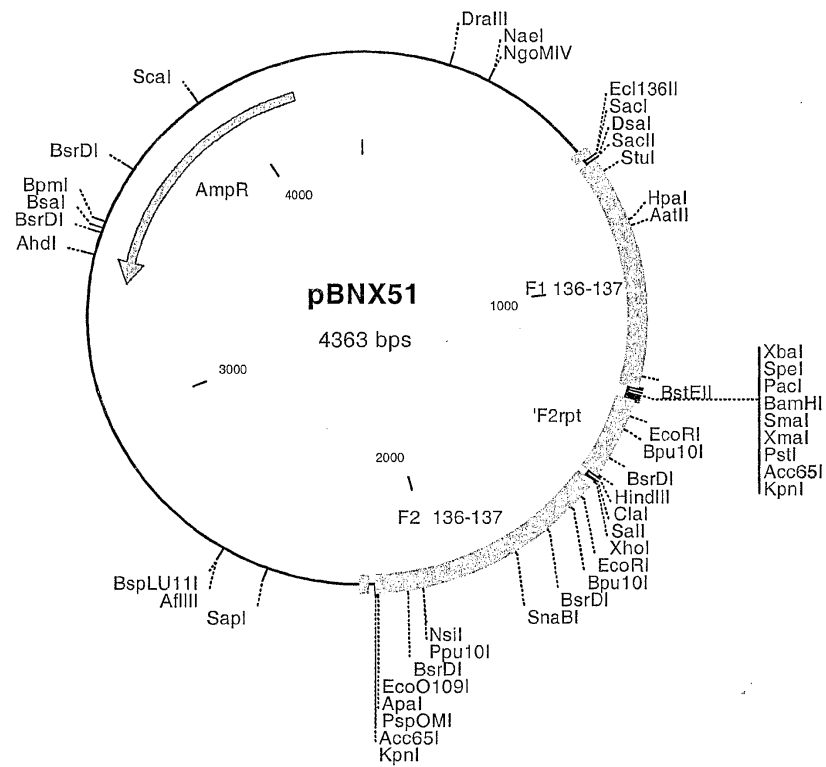 DraIII
NaeI
NgoMIV
ScaI
Ecl136II
SacI
DsaI
SacII
StuI
BsrDI
BpmI
BsaI
BsrDI
AhdI
AmpR
4000
HpaI
AatII
pBNX51
4363 bps
F1 136-137
1000
3000
BstEII
XbaI
SpeI
PacI
BamHI
SmaI
XmaI
PstI
Acc65I
KpnI
'F2rpt
EcoRI
Bpu10I
2000
BsrDI
HindIII
ClaI
SalI
XhoI
EcoRI
Bpu10I
BsrDI
SnaBI
F2 136-137
BspLU11I
AflIII
SapI
NsiI
Ppu10I
BsrDI
EcoO109I
ApaI
PspOMI
Acc65I
KpnI